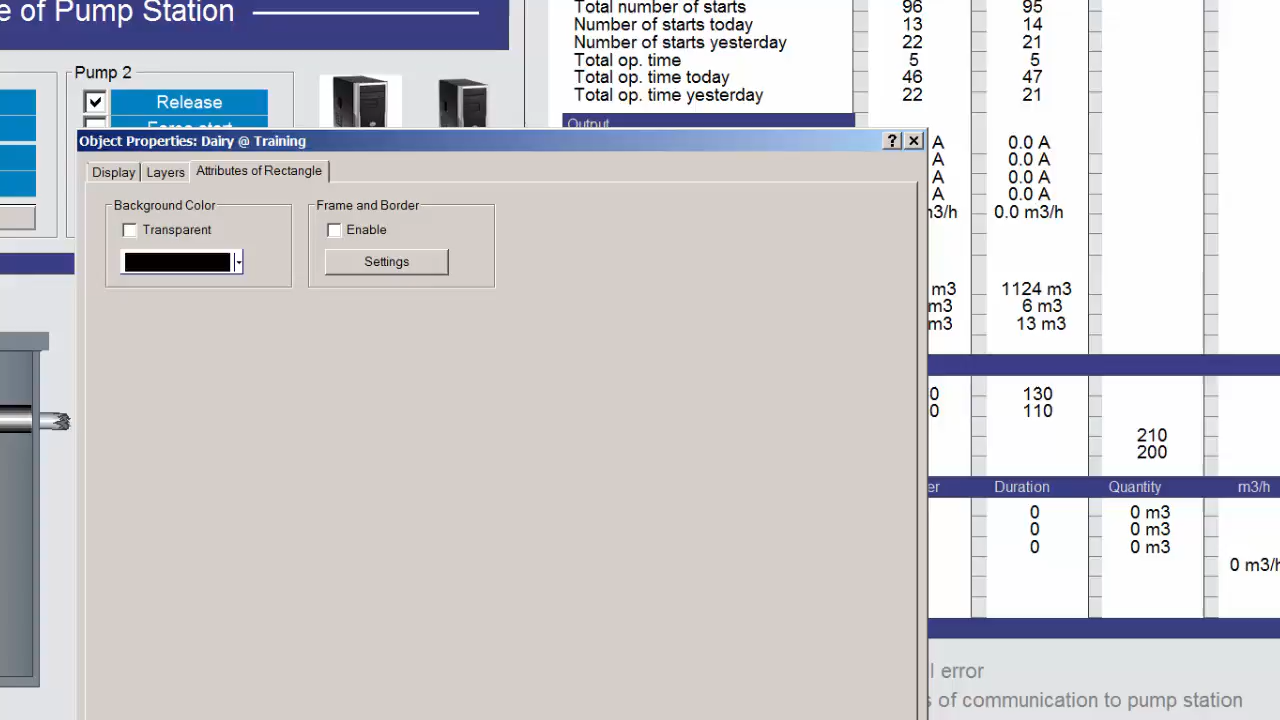 e of Pump Station
Pump 2
Release
Force start
Total number of starts 96 95
Number of starts today 13 14
Number of starts yesterday 22 21
Total op. time 5 5
Total op. time today 46 47
Total op. time yesterday 22 21
Output
Object Properties: Dairy @ Training
Display Layers Attributes of Rectangle
Background Color
Transparent
Frame and Border
Enable
Settings
A 0.0 A
A 0.0 A
A 0.0 A
A 0.0 A
m3/h 0.0 m3/h
m3 1124 m3
m3 6 m3
m3 13 m3
0 130
0 110
210
200
er Duration Quantity m3/h
0 0 m3
0 0 m3
0 0 m3
0 m3/h
l error
s of communication to pump station